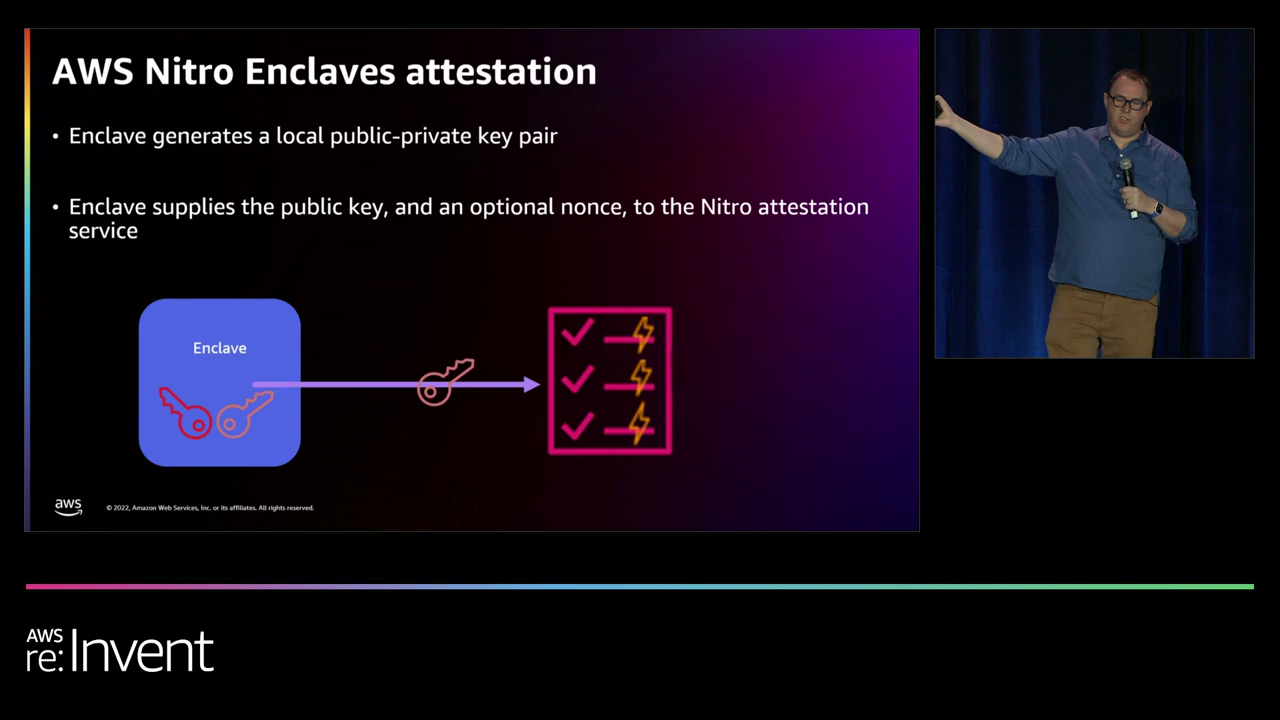 AWS Nitro Enclaves attestation
• Enclave generates a local public-private key pair
• Enclave supplies the public key, and an optional nonce, to the Nitro attestation
service
Enclave
aws
© 2022, Amazon Web Services, Inc. or its affiliates. All rights reserved.
AWS
re:Invent